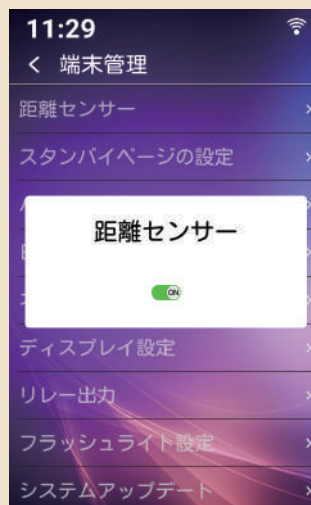 11:29
端末管理
距離センサー
スタンバイページの設定
距離センサー
ON
ディスプレイ設定
リレー出力
フラッシュライト設定
システムアップデート